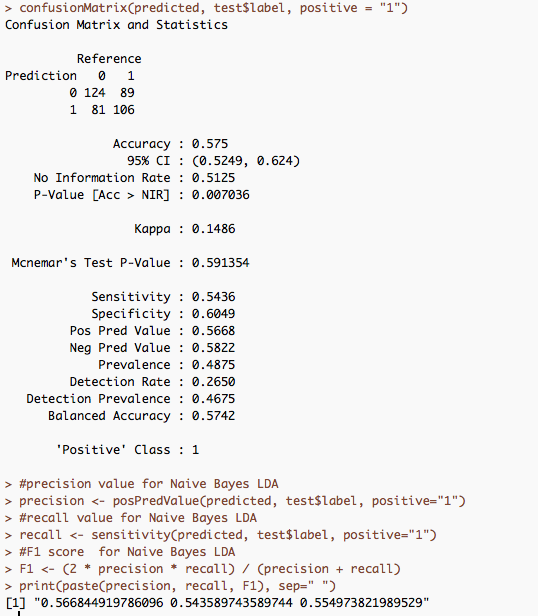 > confusionMatrix(predicted, test$label, positive = "1")
Confusion Matrix and Statistics
Reference
Prediction 0 1
0 124 89
1 81 106
Accuracy : 0.575
95% CI : (0.5249, 0.624)
No Information Rate : 0.5125
P-Value [Acc > NIR] : 0.007036
Kappa : 0.1486
Mcnemar's Test P-Value : 0.591354
Sensitivity : 0.5436
Specificity : 0.6049
Pos Pred Value : 0.5668
Neg Pred Value : 0.5822
Prevalence : 0.4875
Detection Rate : 0.2650
Detection Prevalence : 0.4675
Balanced Accuracy : 0.5742
'Positive' Class : 1
> #precision value for Naive Bayes LDA
> precision <- posPredValue(predicted, test$label, positive="1")
> #recall value for Naive Bayes LDA
> recall <- sensitivity(predicted, test$label, positive="1")
> #F1 score  for Naive Bayes LDA
> F1 <- (2 * precision * recall) / (precision + recall)
> print(paste(precision, recall, F1), sep=" ")
[1] "0.566844919786096 0.543589743589744 0.554973821989529"